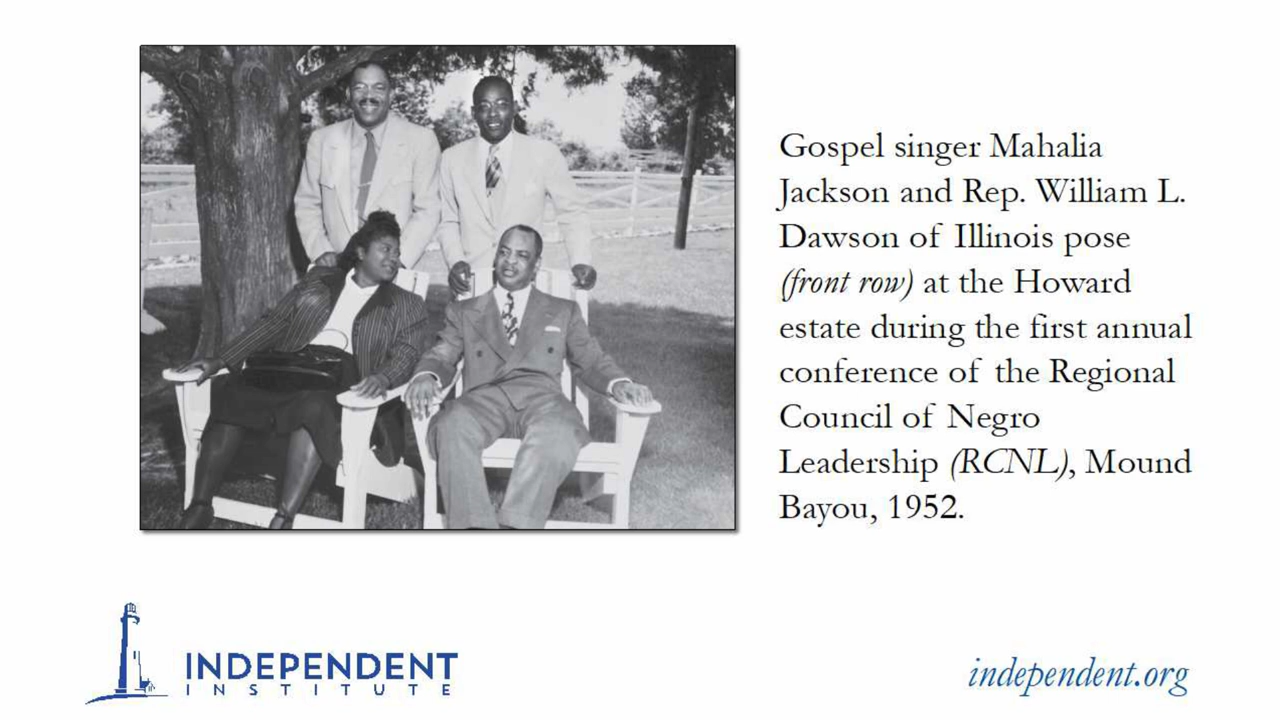 Gospel singer Mahalia
Jackson and Rep. William L.
Dawson of Illinois pose
(front row) at the Howard
estate during the first annual
conference of the Regional
Council of Negro
Leadership (RCNL), Mound
Bayou, 1952.
INDEPENDENT
INSTITUTE
independent.org